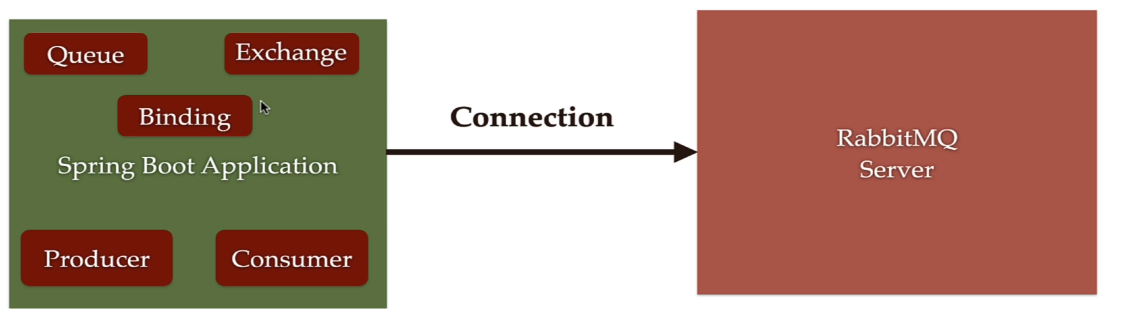 Queue
Exchange
Binding
Spring Boot Application
Producer
Consumer
Connection
RabbitMQ
Server